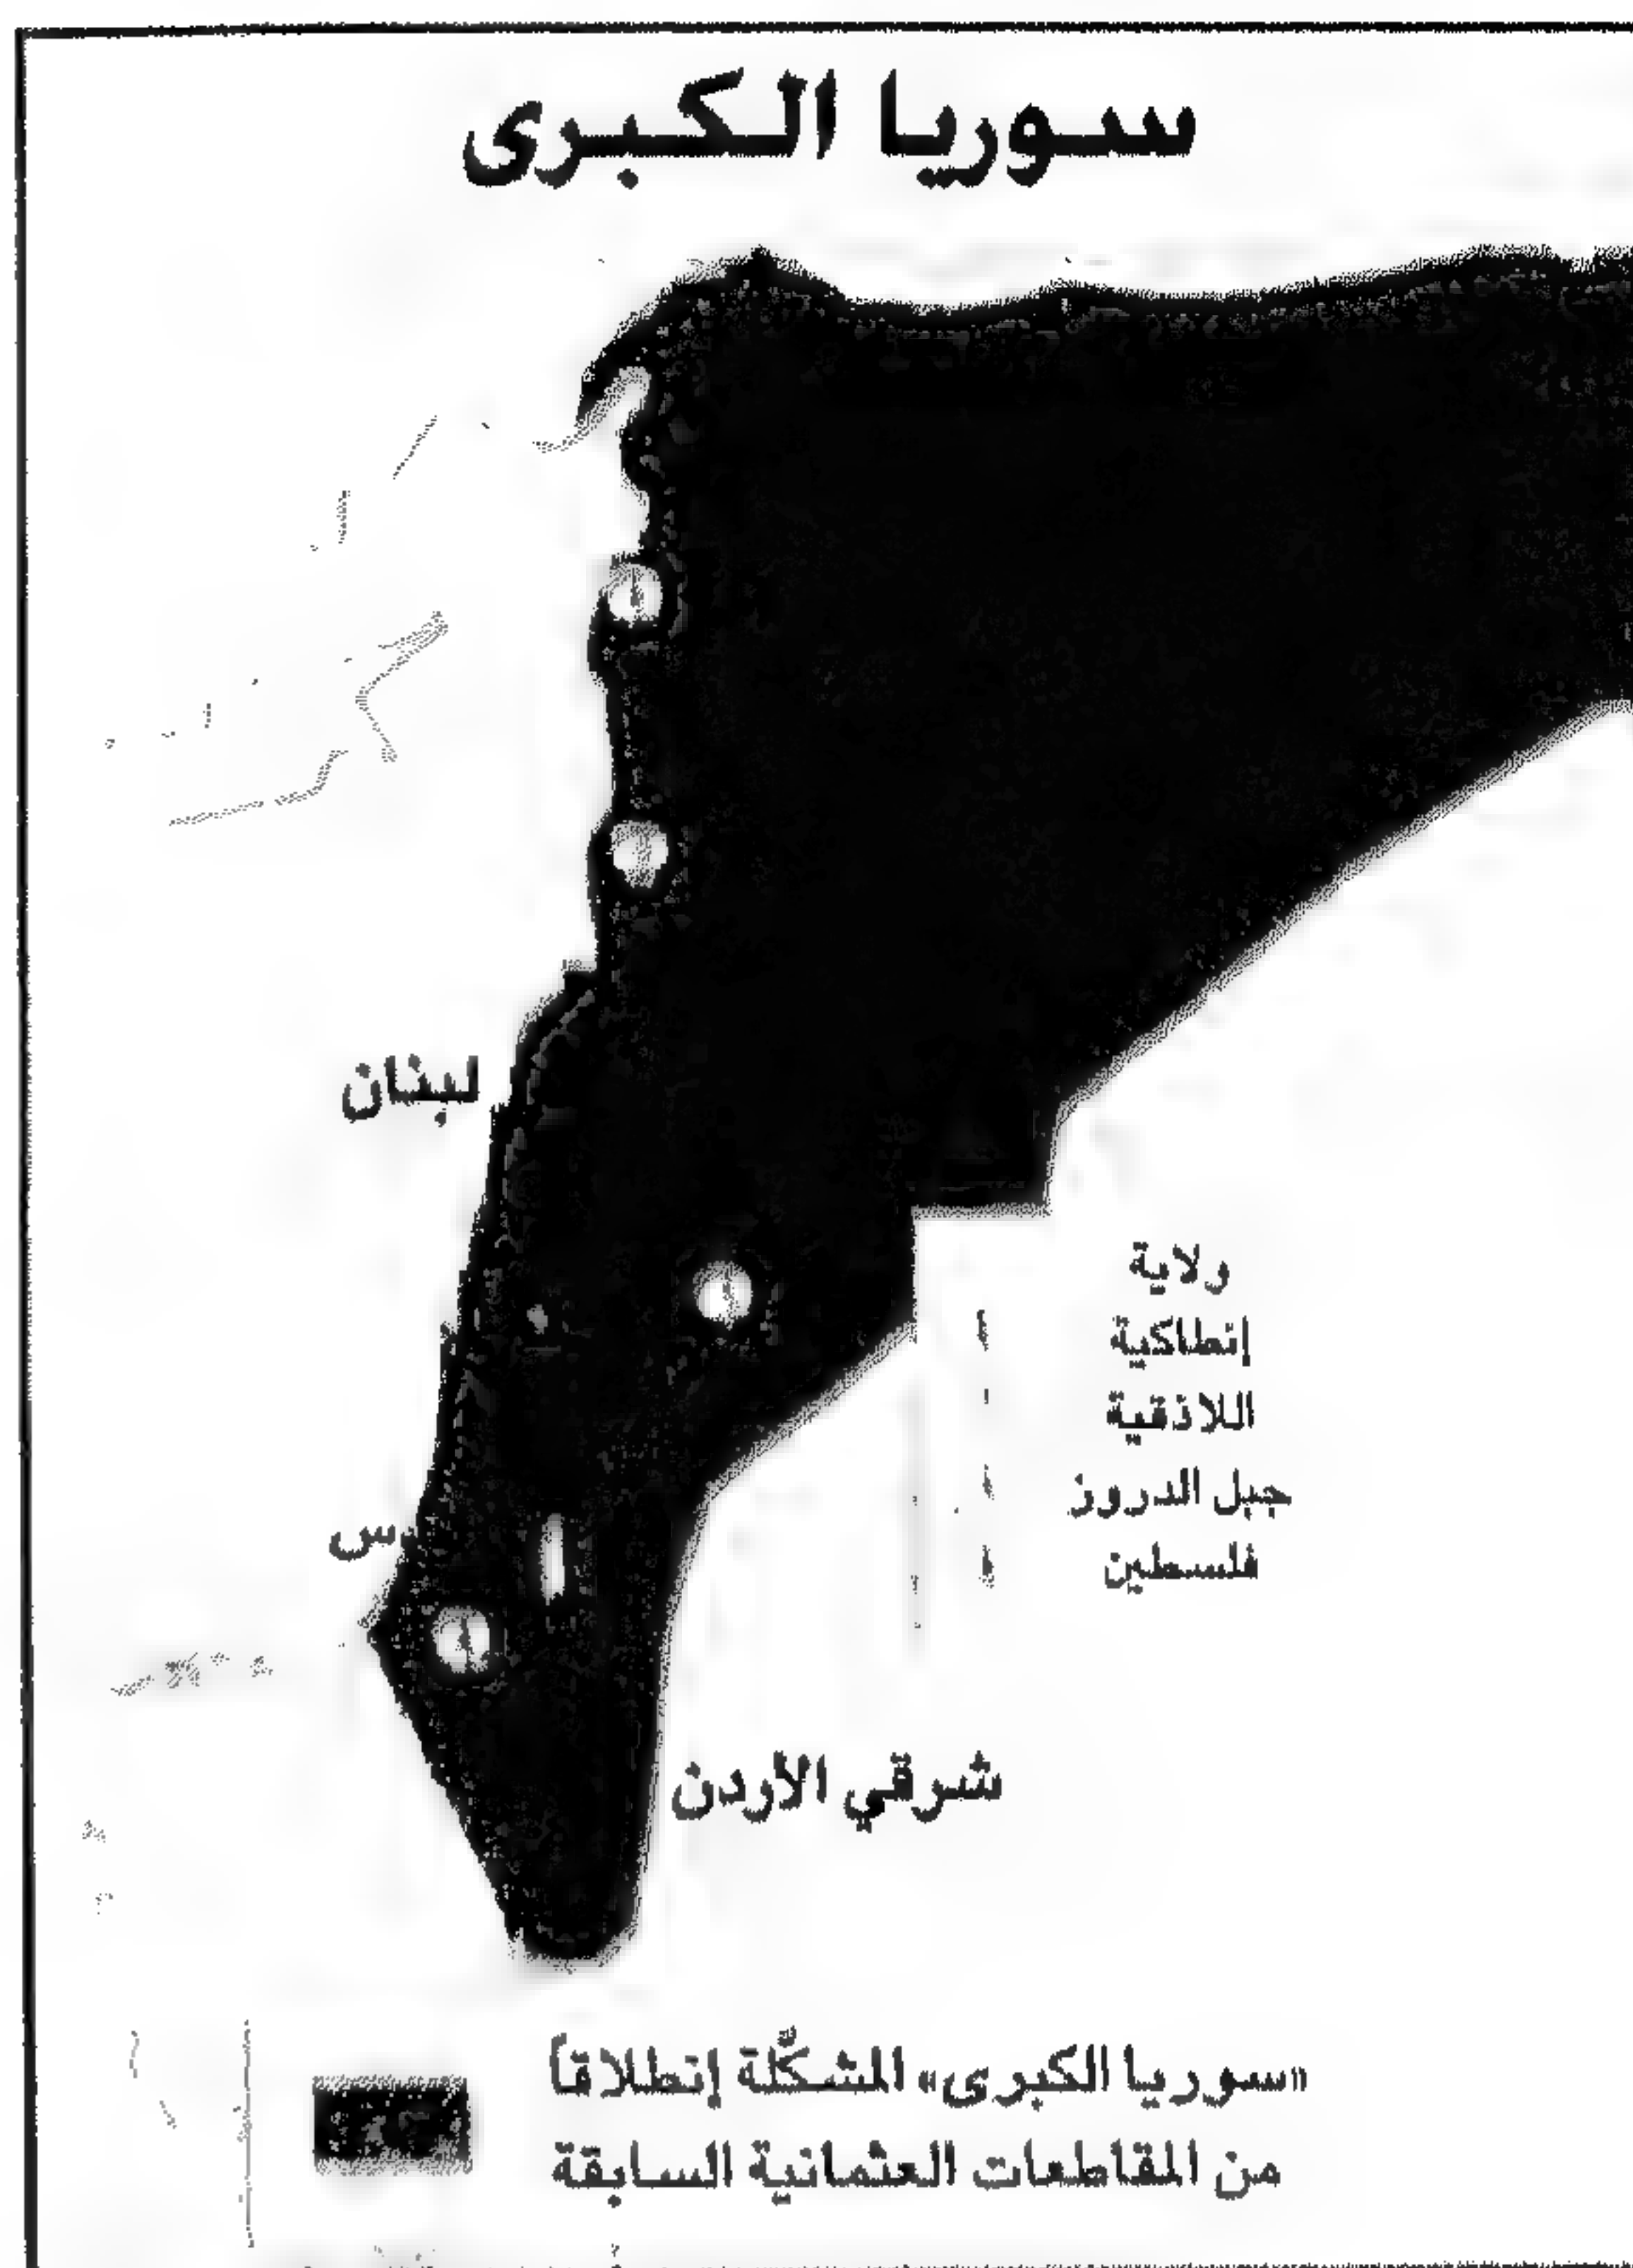 سوريا الكبرى
لبنان
ولاية
إنطاكية
اللاذقية
جبل الدروز
فلسطين
شرقي الأردن
«سوريا الكبرى» المشكّلة إنطلاقاً
من المقاطعات العثمانية السابقة